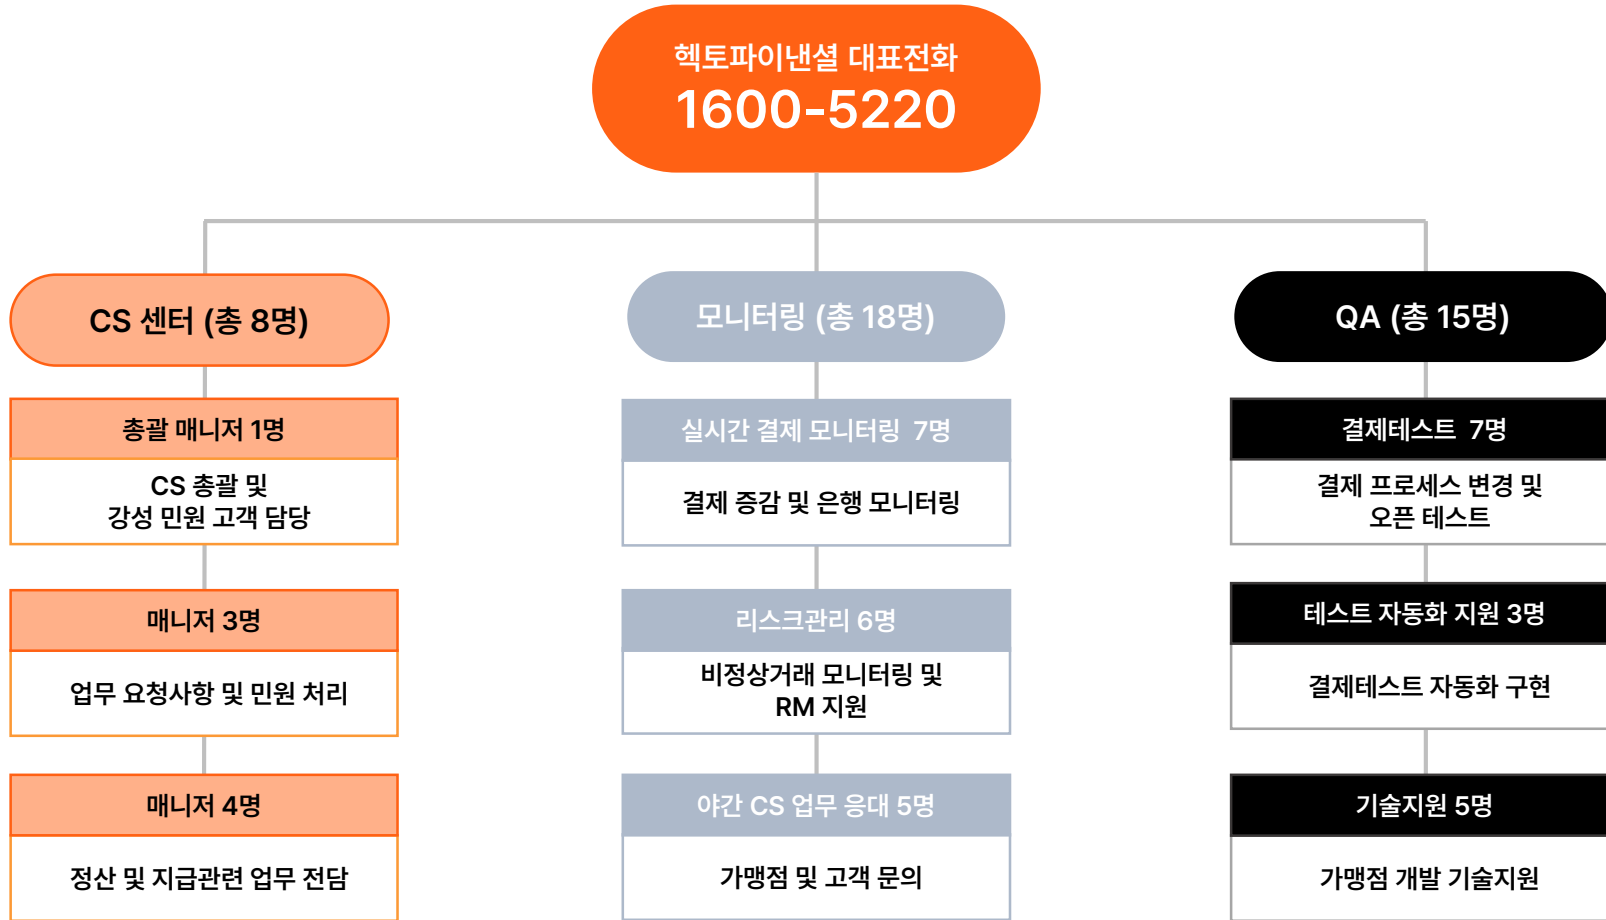 헥토파이낸셜 대표전화
1600-5220
CS 센터 (총 8명)
총괄 매니저 1명
CS 총괄 및
강성 민원 고객 담당
매니저 3명
업무 요청사항 및 민원 처리
매니저 4명
정산 및 지급관련 업무 전담
모니터링 (총 18명)
실시간 결제 모니터링 7명
결제 증감 및 은행 모니터링
리스크관리 6명
비정상거래 모니터링 및
RM 지원
야간 CS 업무 응대 5명
가맹점 및 고객 문의
QA (총 15명)
결제테스트 7명
결제 프로세스 변경 및
오픈 테스트
테스트 자동화 지원 3명
결제테스트 자동화 구현
기술지원 5명
가맹점 개발 기술지원